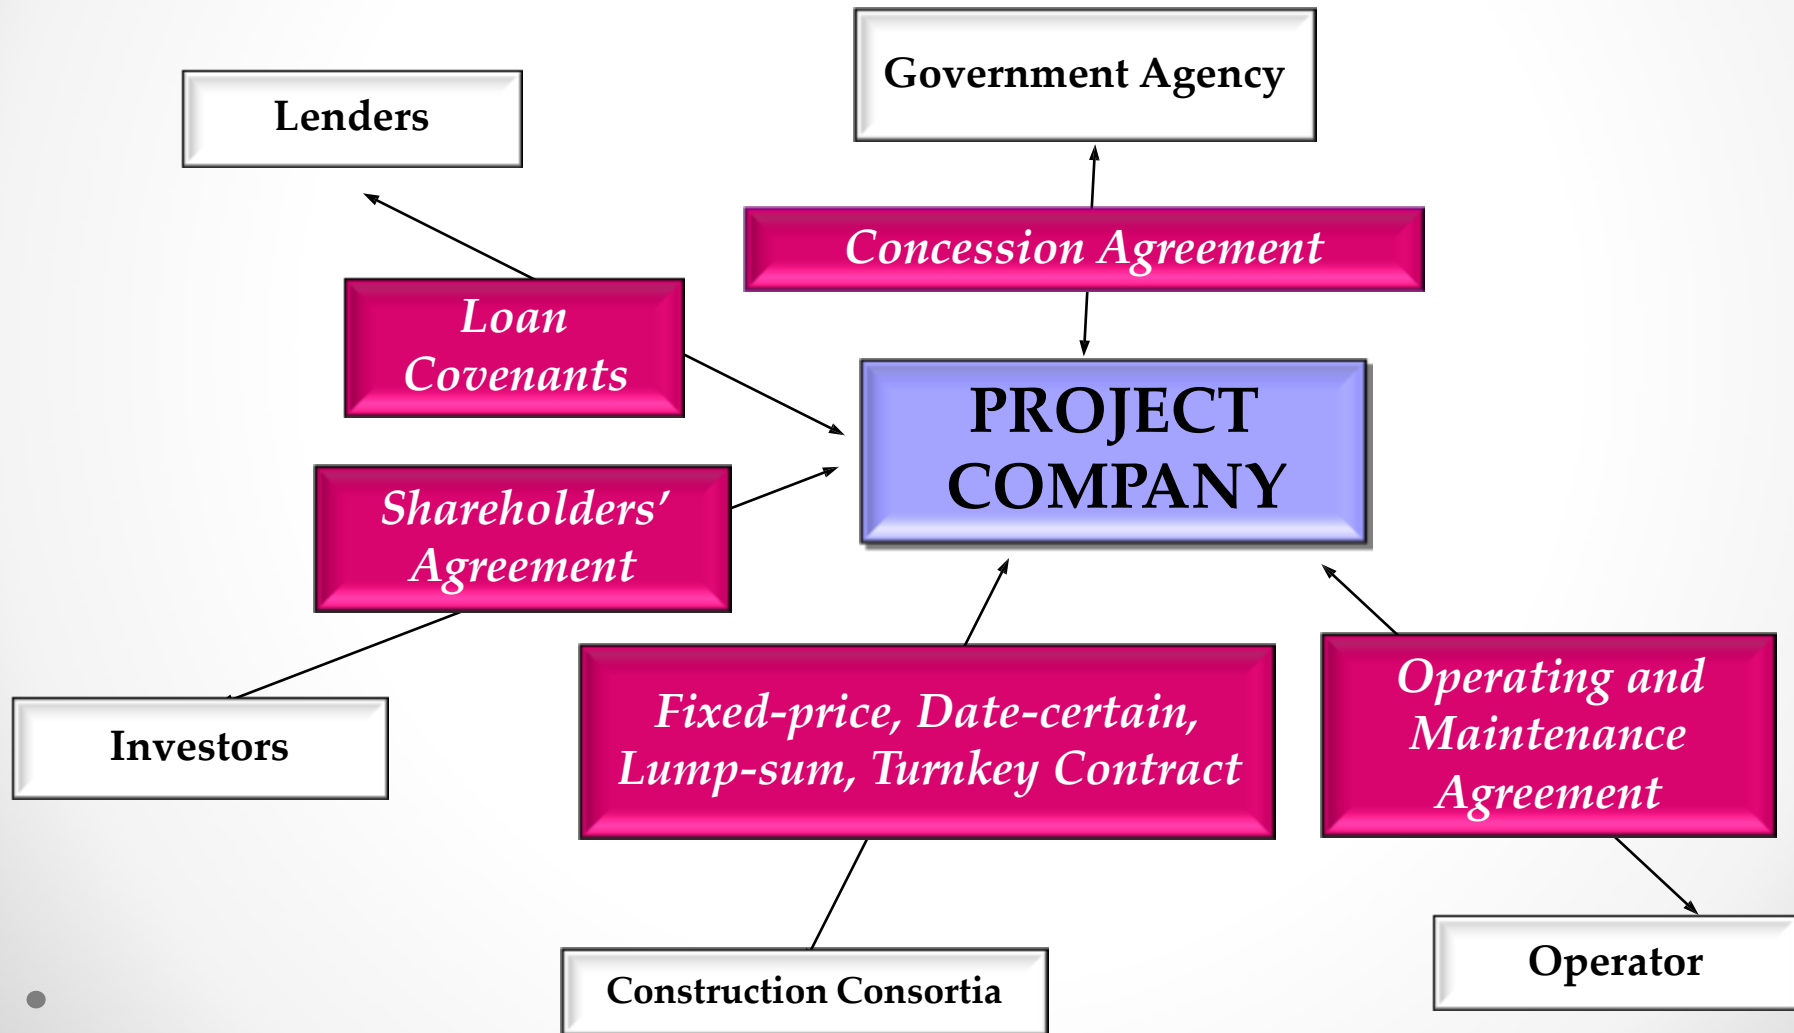 Government Agency
Lenders
Concession Agreement
Loan
Covenants
PROJECT
COMPANY
Shareholders’
Agreement
Fixed-price, Date-certain,
Lump-sum, Turnkey Contract
Operating and
Maintenance
Agreement
Investors
Construction Consortia
Operator